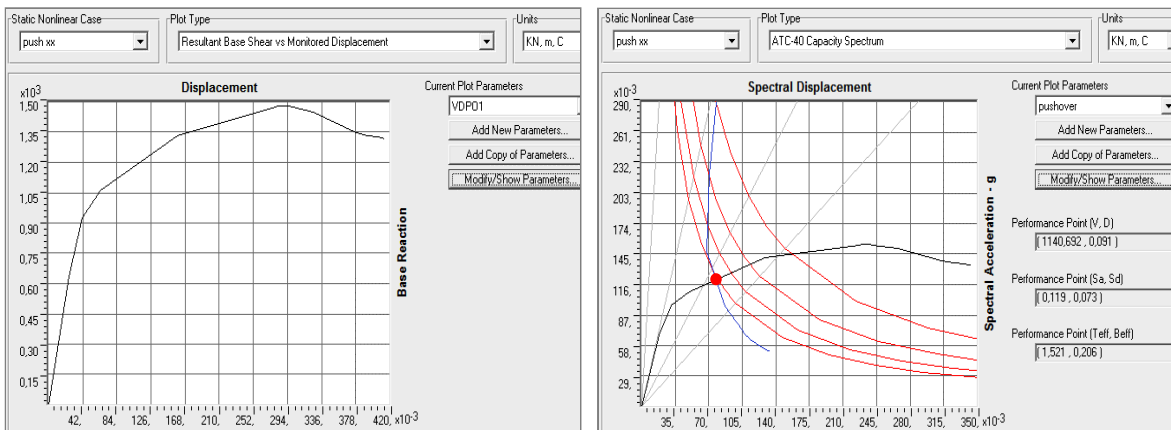 Static Nonlinear Case
Plot Type
Units
push xx
Resultant Base Shear vs Monitored Displacement
KN, m, C
Displacement
x10³
1,50
1,35
1,20
1,05
0,90
0,75
0,60
0,45
0,30
0,15
42, 84, 126, 168, 210, 252, 294, 336, 378, 420, x10⁻³
Base Reaction
Current Plot Parameters
VDPO1
Add New Parameters...
Add Copy of Parameters...
Modify/Show Parameters...
Static Nonlinear Case
Plot Type
Units
push xx
ATC-40 Capacity Spectrum
KN, m, C
Spectral Displacement
x10⁻³
290,
261,
232,
203,
174,
145,
116,
87,
58,
29,
35, 70, 105, 140, 175, 210, 245, 280, 315, 350, x10⁻³
Spectral Acceleration - g
Current Plot Parameters
pushover
Add New Parameters...
Add Copy of Parameters...
Modify/Show Parameters...
Performance Point (V, D)
( 1140,692 , 0,091 )
Performance Point (Sa, Sd)
( 0,119 , 0,073 )
Performance Point (Teff, Beff)
( 1,521 , 0,206 )